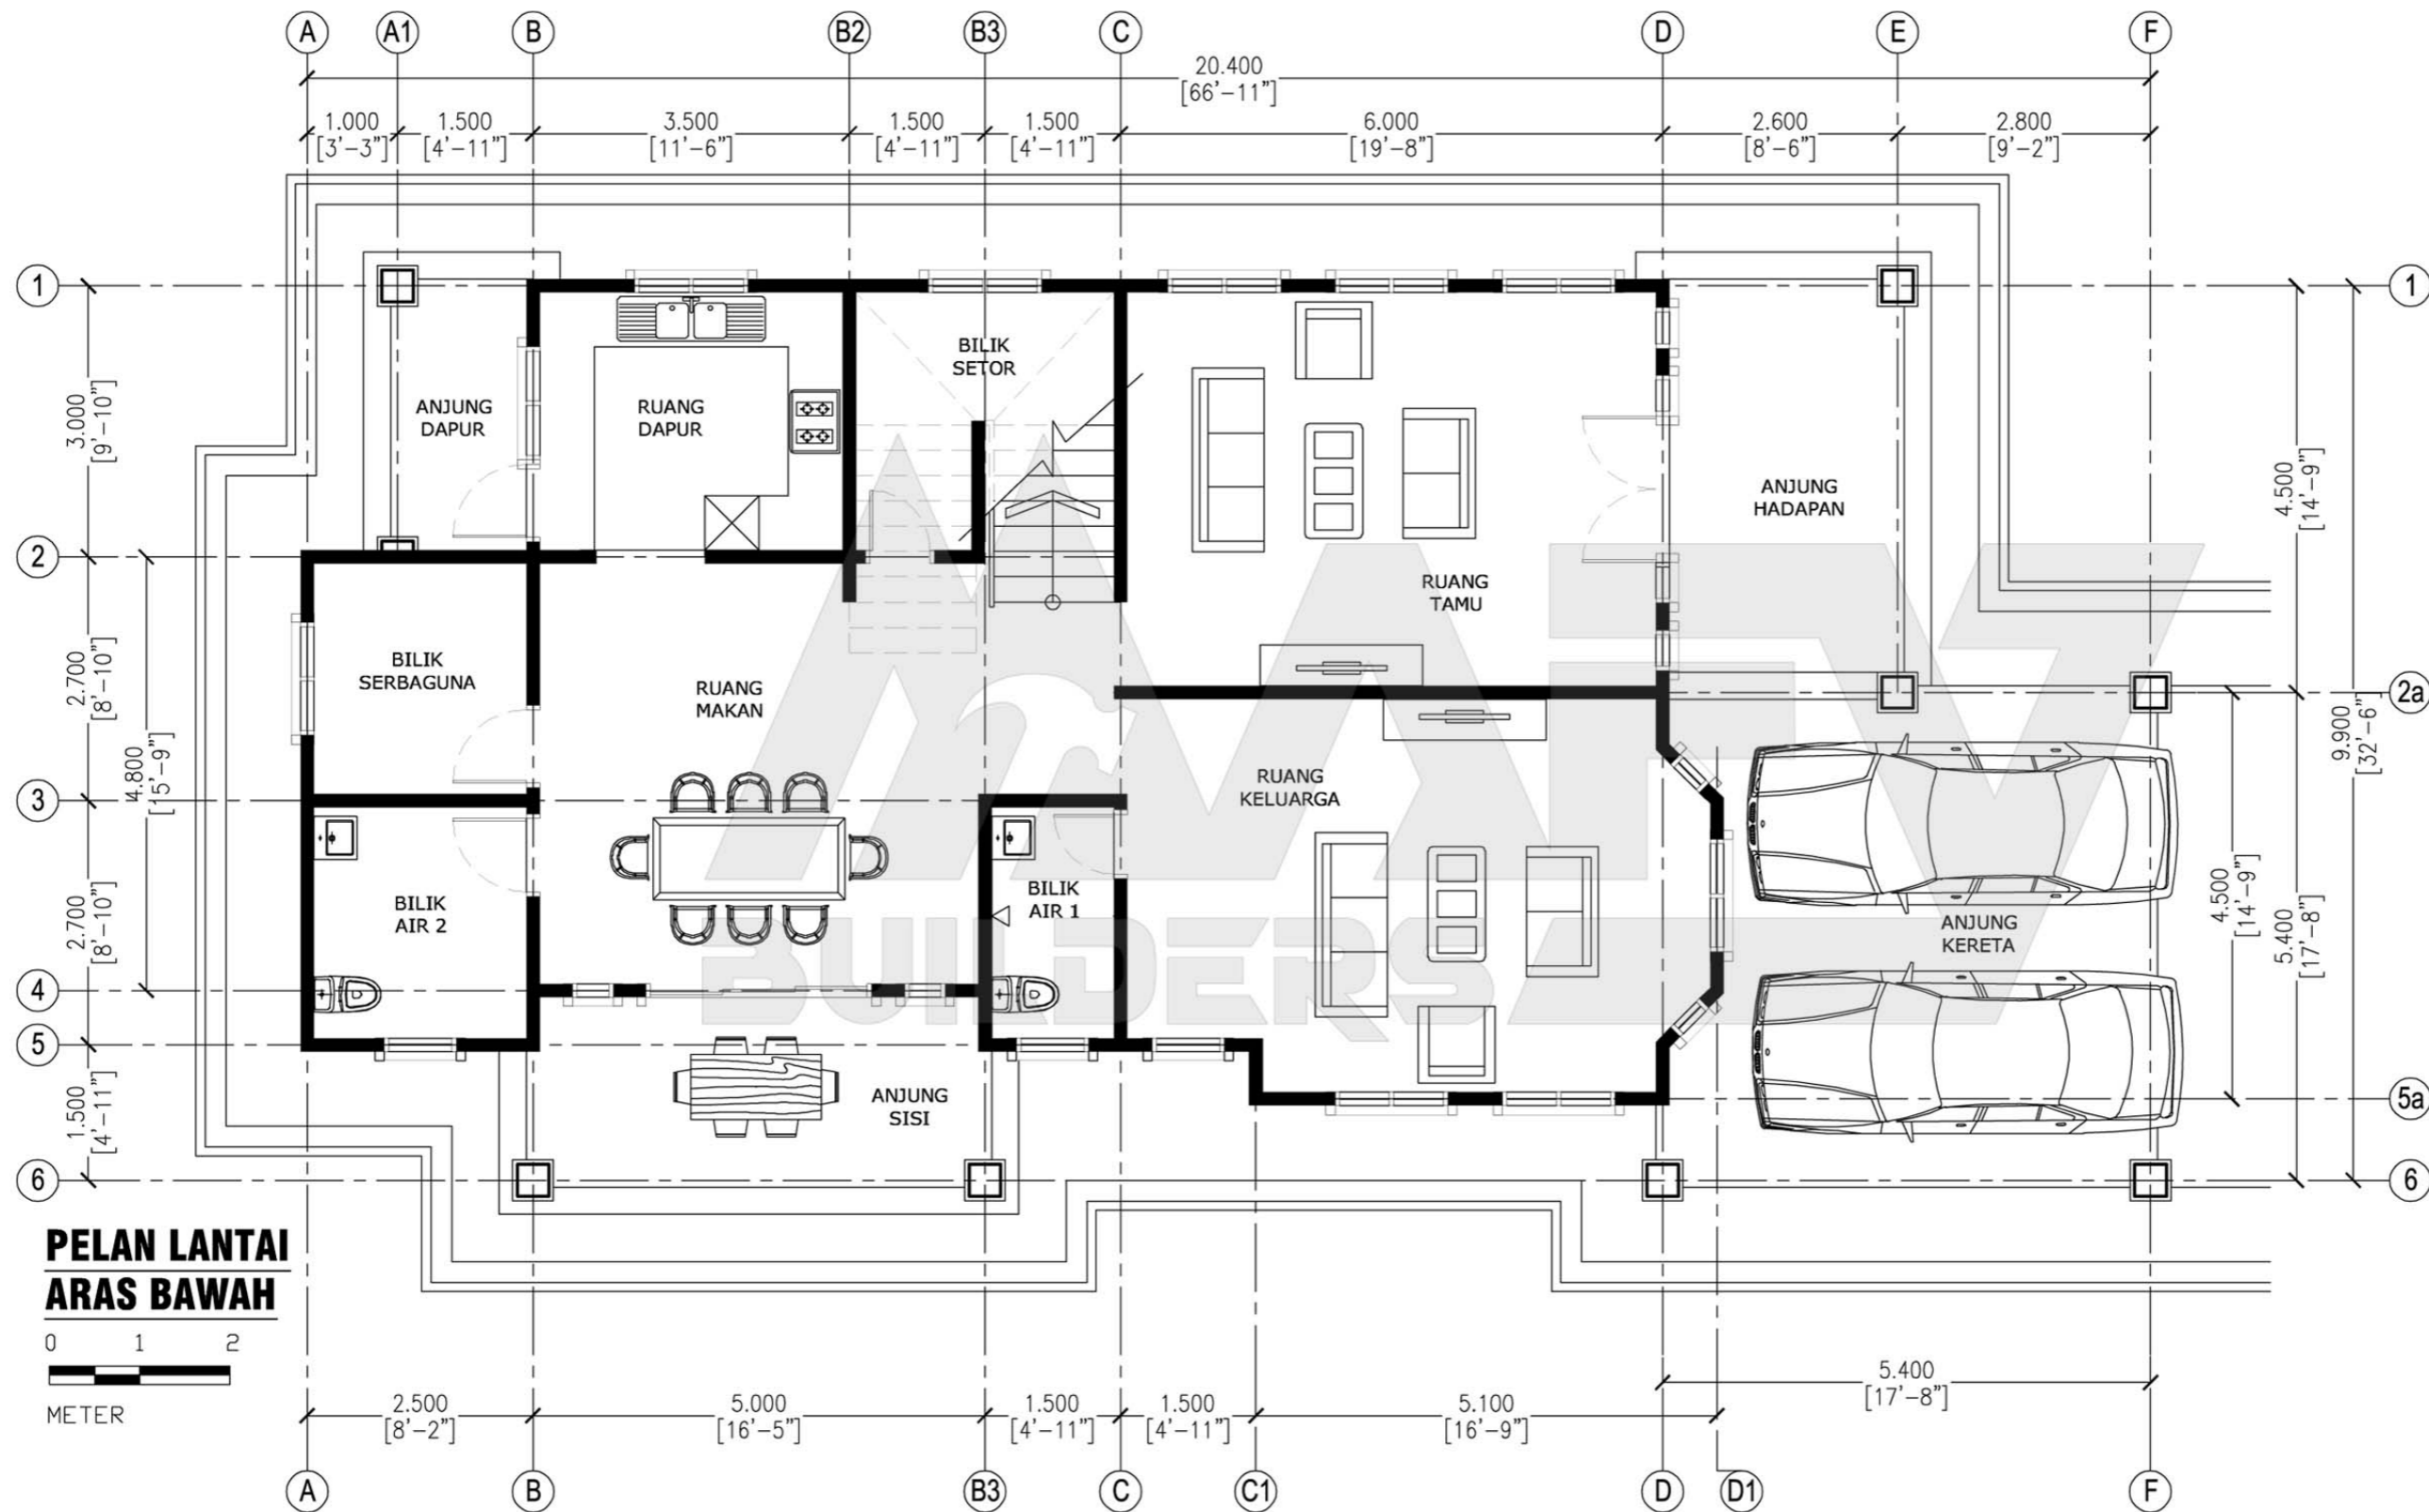 A A1 B B2 B3 C D E F
20.400
[66'-11"]
1.000 1.500 3.500 1.500 1.500 6.000 2.600 2.800
[3'-3"] [4'-11"] [11'-6"] [4'-11"] [4'-11"] [19'-8"] [8'-6"] [9'-2"]
1
1
3.000
[9'-10"]
4.500
[14'-9"]
BILIK
SETOR
ANJUNG
DAPUR
RUANG
DAPUR
ANJUNG
HADAPAN
2
RUANG
TAMU
BILIK
SERBAGUNA
RUANG
MAKAN
2.700
[8'-10"]
4.800
[15'-9"]
2a
9.900
[32'-6"]
RUANG
KELUARGA
3
BILIK
AIR 2
BILIK
AIR 1
ANJUNG
KERETA
2.700
[8'-10"]
4.500
[14'-9"]
5.400
[17'-8"]
BUILDERS
4
5
ANJUNG
SISI
1.500
[4'-11"]
5a
6
6
PELAN LANTAI
ARAS BAWAH
0 1 2
METER
5.400
[17'-8"]
2.500 5.000 1.500 1.500 5.100
[8'-2"] [16'-5"] [4'-11"] [4'-11"] [16'-9"]
A B B3 C C1 D D1 F